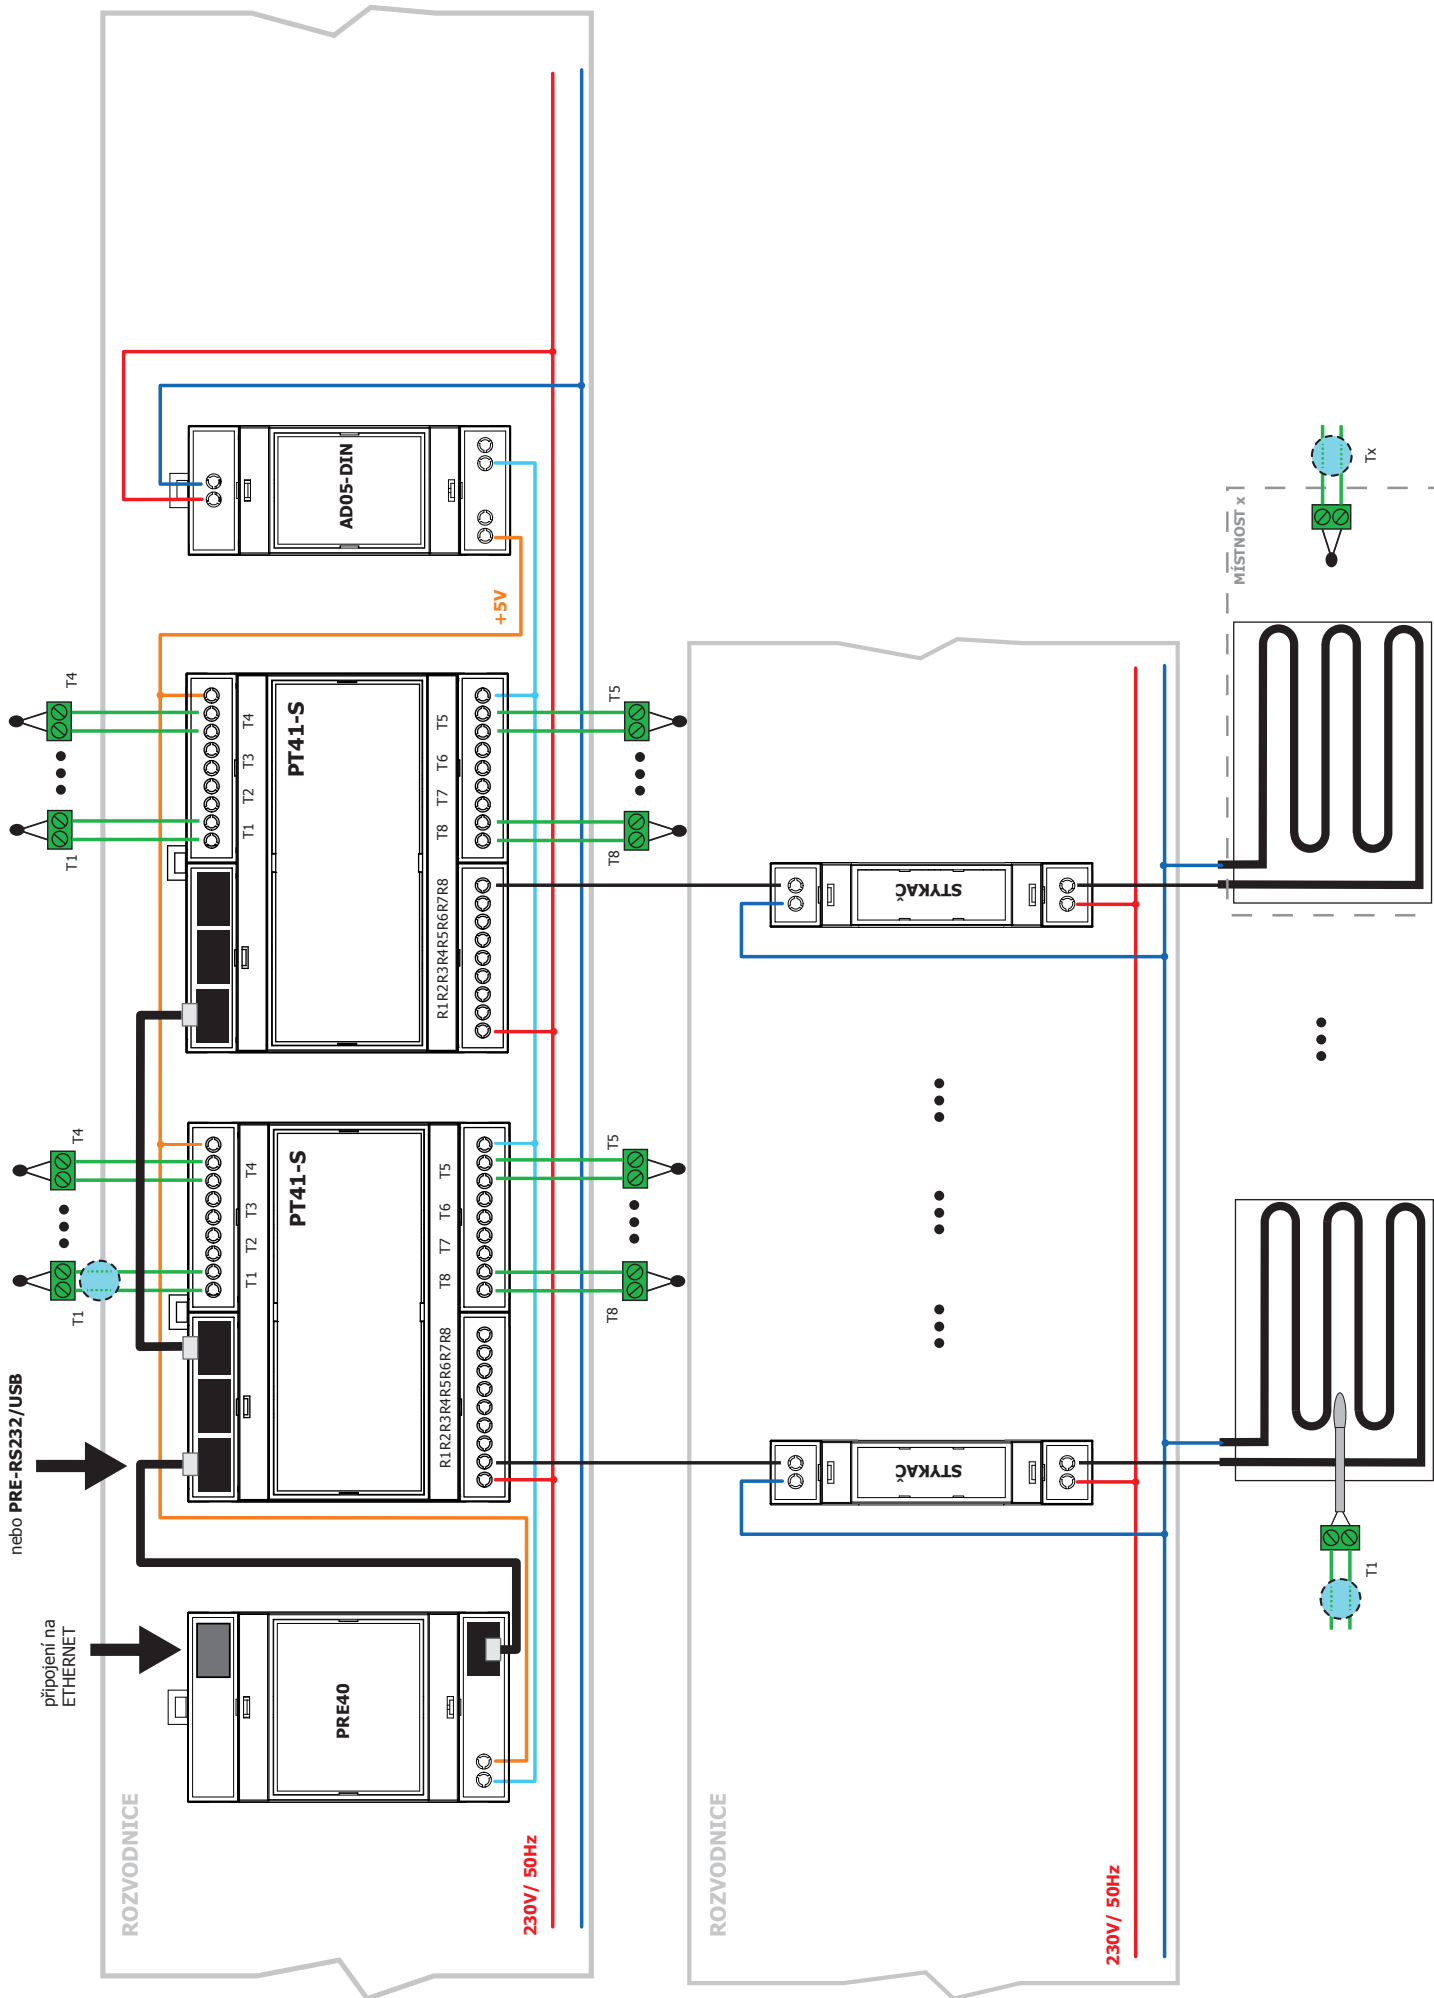 nebo PRE-RS232/USB
připojení na
ETHERNET
ROZVODNICE
T1
T4
T1
T4
PRE40
T1
T2
T3
T4
PT41-S
R1R2R3R4R5R6R7R8
T8
T7
T6
T5
T1
T2
T3
T4
PT41-S
R1R2R3R4R5R6R7R8
T8
T7
T6
T5
AD05-DIN
+5V
230V/ 50Hz
T8
T5
T8
T5
ROZVODNICE
STYKAČ
STYKAČ
230V/ 50Hz
T1
MÍSTNOST x
Tx